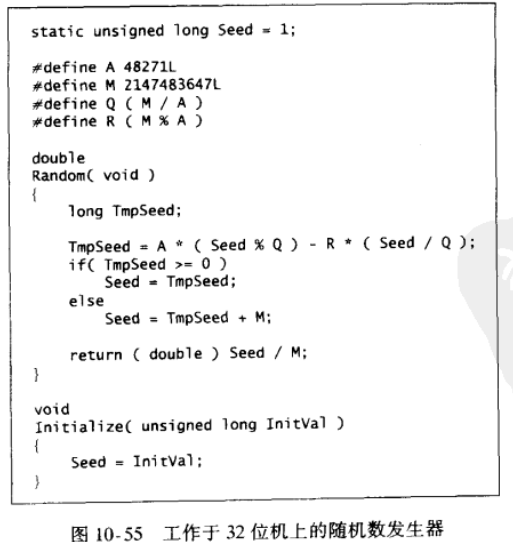 static unsigned long Seed = 1;
#define A 48271L
#define M 2147483647L
#define Q ( M / A )
#define R ( M % A )
double
Random( void )
{
long TmpSeed;
TmpSeed = A * ( Seed % Q ) - R * ( Seed / Q );
if( TmpSeed >= 0 )
Seed = TmpSeed;
else
Seed = TmpSeed + M;
return ( double ) Seed / M;
}
void
Initialize( unsigned long InitVal )
{
Seed = InitVal;
}
图 10-55 工作于 32 位机上的随机数发生器